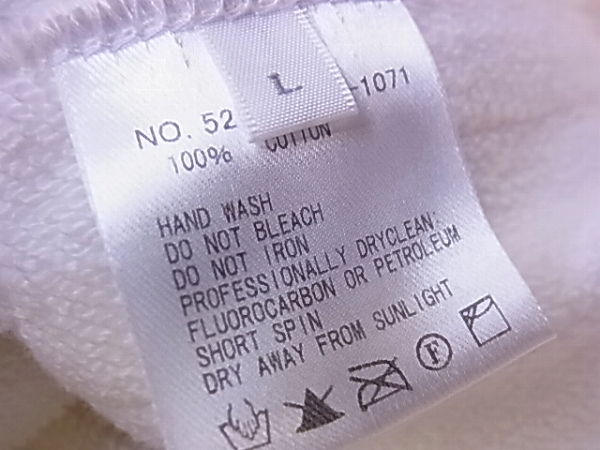 L
NO. 52 -1071
100% COTTON
HAND WASH
DO NOT BLEACH
DO NOT IRON
PROFESSIONALLY DRYCLEAN:
FLUOROCARBON OR PETROLEUM
SHORT SPIN
DRY AWAY FROM SUNLIGHT
F